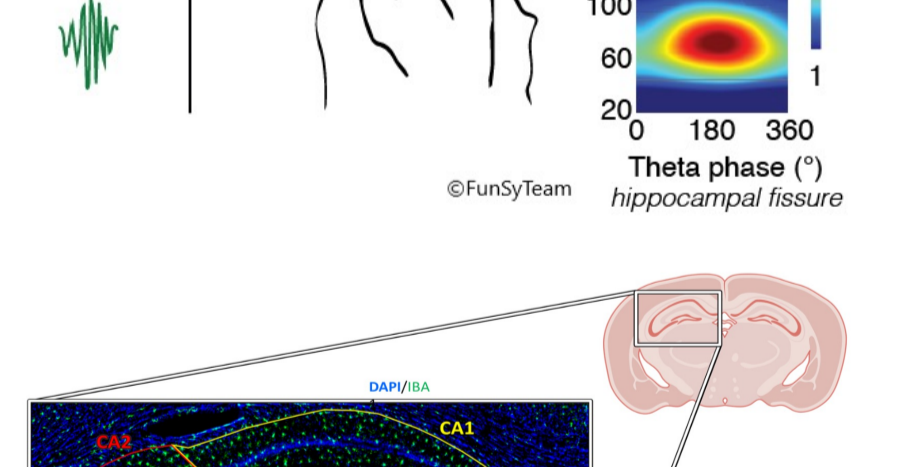 100
60
20
1
0 180 360
Theta phase (°)
hippocampal fissure
©FunSyTeam
DAPI/IBA
CA2
CA1